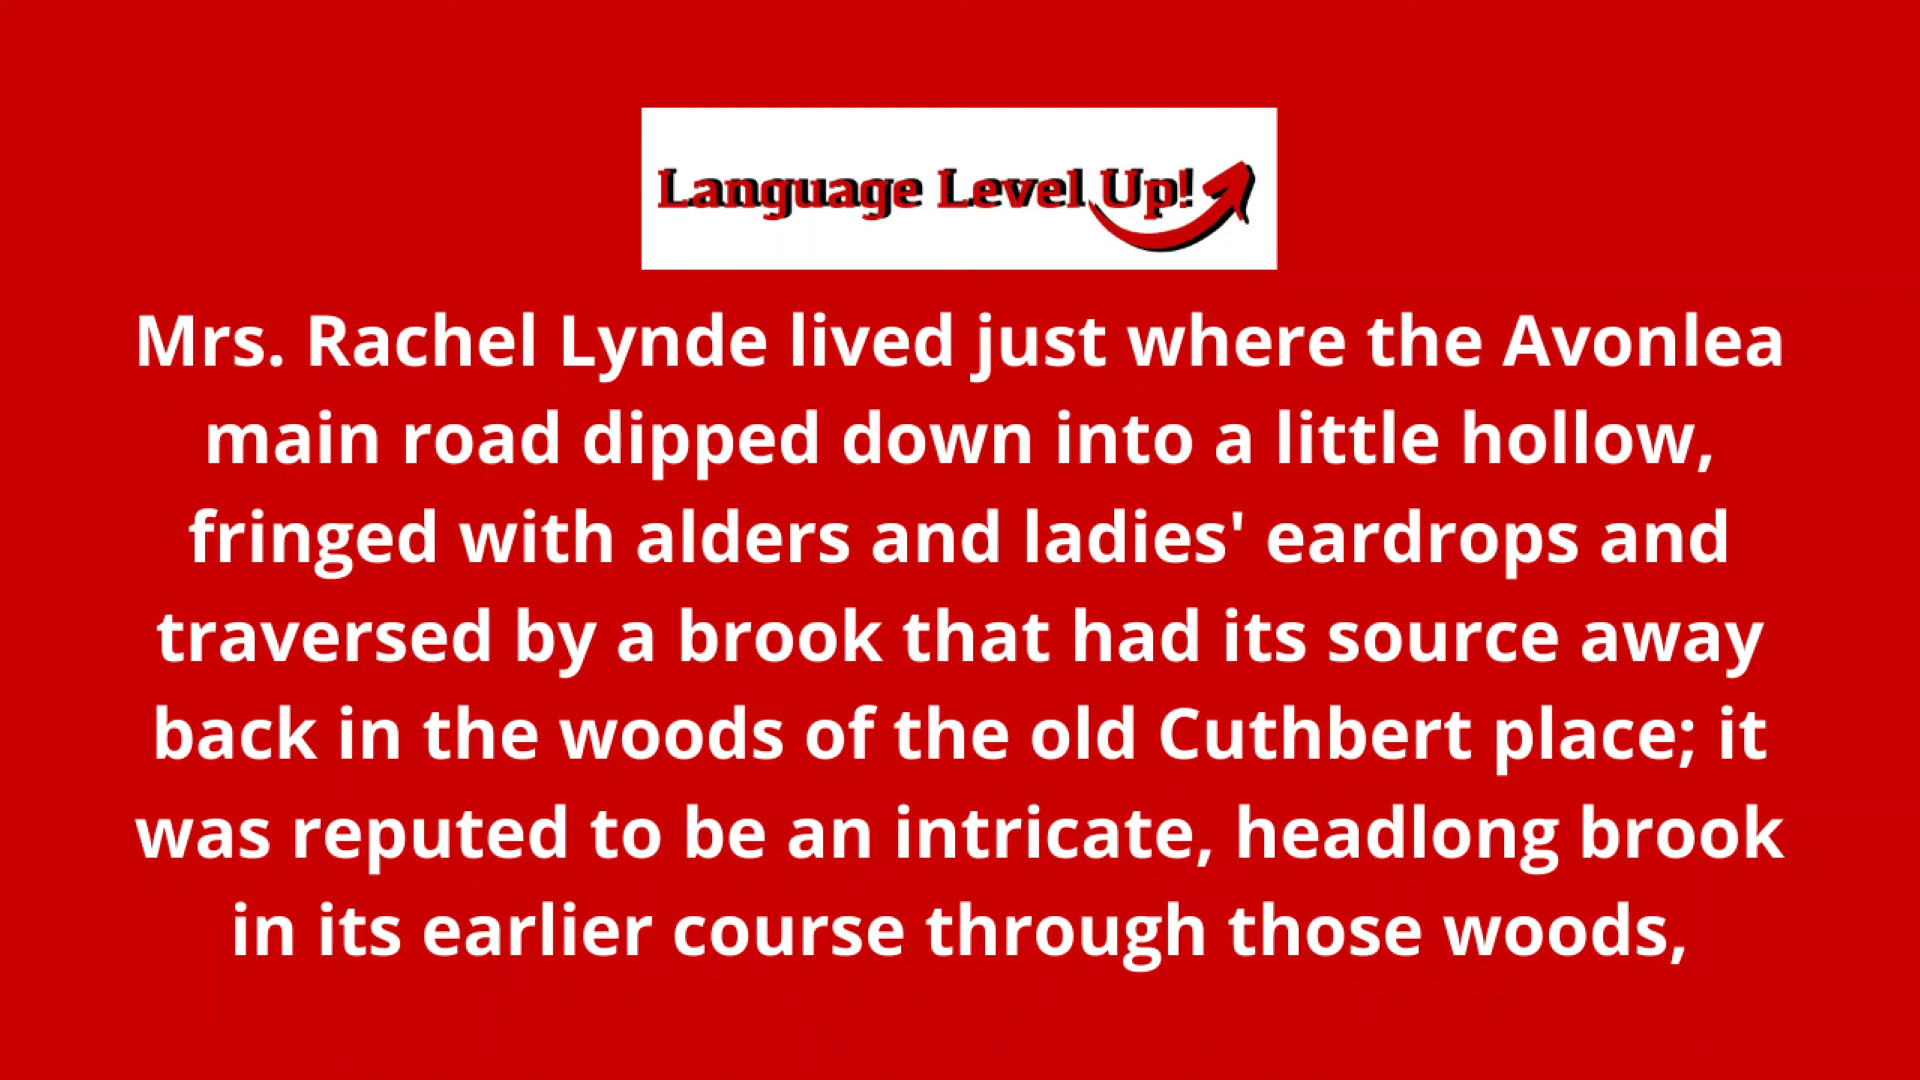 Language Level Up!
Mrs. Rachel Lynde lived just where the Avonlea
main road dipped down into a little hollow,
fringed with alders and ladies' eardrops and
traversed by a brook that had its source away
back in the woods of the old Cuthbert place; it
was reputed to be an intricate, headlong brook
in its earlier course through those woods,